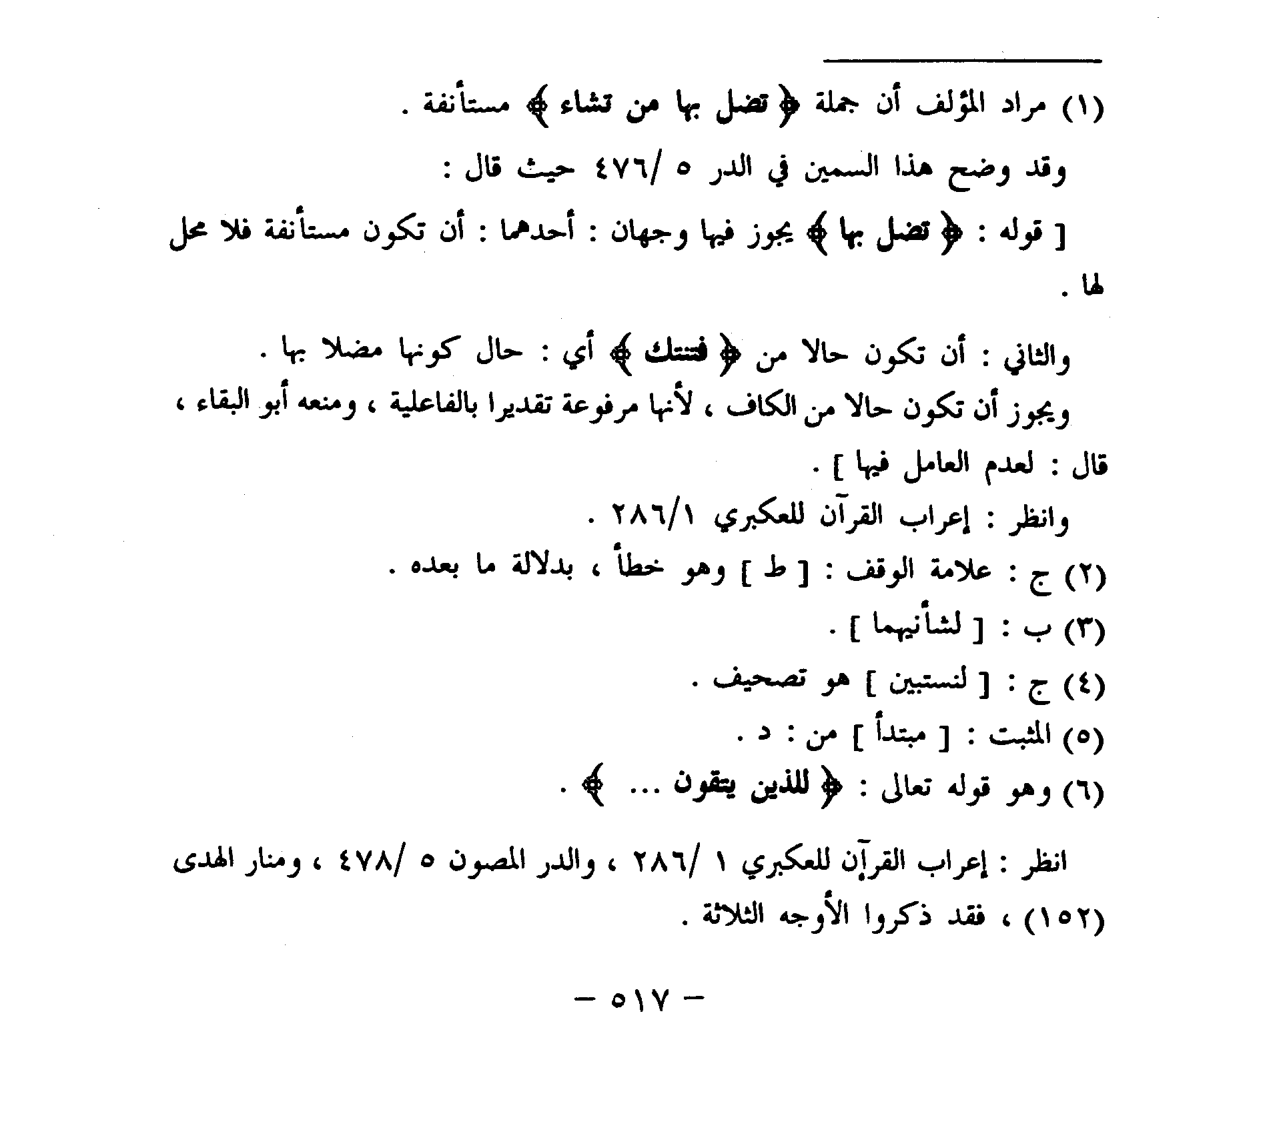 (١) مراد المؤلف أن جملة ﴿ تضل بها من تشاء ﴾ مستأنفة .
وقد وضح هذا السمين في الدر ٥ /٤٧٦ حيث قال :
[ قوله : ﴿ تضل بها ﴾ يجوز فيها وجهان : أحدهما : أن تكون مستأنفة فلا محل
لها .
والثاني : أن تكون حالا من ﴿ فتنتك ﴾ أي : حال كونها مضلا بها .
ويجوز أن تكون حالا من الكاف ، لأنها مرفوعة تقديرا بالفاعلية ، ومنعه أبو البقاء ،
قال : لعدم العامل فيها ] .
وانظر : إعراب القرآن للعكبري ٢٨٦/١ .
(٢) ج : علامة الوقف : [ ط ] وهو خطأ ، بدلالة ما بعده .
(٣) ب : [ لشأنيهما ] .
(٤) ج : [ لنستبين ] هو تصحيف .
(٥) المثبت : [ مبتدأ ] من : د .
(٦) وهو قوله تعالى : ﴿ للذين يتقون ... ﴾ .
انظر : إعراب القرآن للعكبري ١ /٢٨٦ ، والدر المصون ٥ /٤٧٨ ، ومنار الهدى
(١٥٢) ، فقد ذكروا الأوجه الثلاثة .
– ٥١٧ –